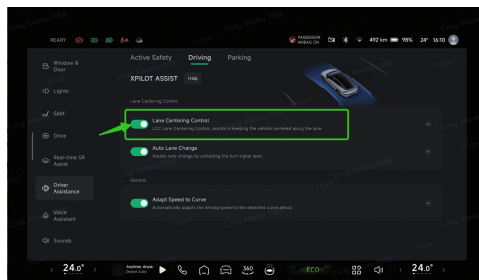 READY
PASSENGER
AIRBAG ON
492 km
98%
24°
16:10
Window &
Door
Lights
Seat
Drive
Real-time SR
Assist
Driver
Assistance
Voice
Assistant
Sounds
Active Safety
Driving
Parking
XPILOT ASSIST
Help
Lane Centering Control
Lane Centering Control
LCC Lane Centering Control, assists in keeping the vehicle centered along the lane
Auto Lane Change
Assists lane change by activating the turn signal lever
General
Adapt Speed to Curve
Automatically adapts the driving speed to the detected curve ahead
24.0°
360
ECO
24.0°